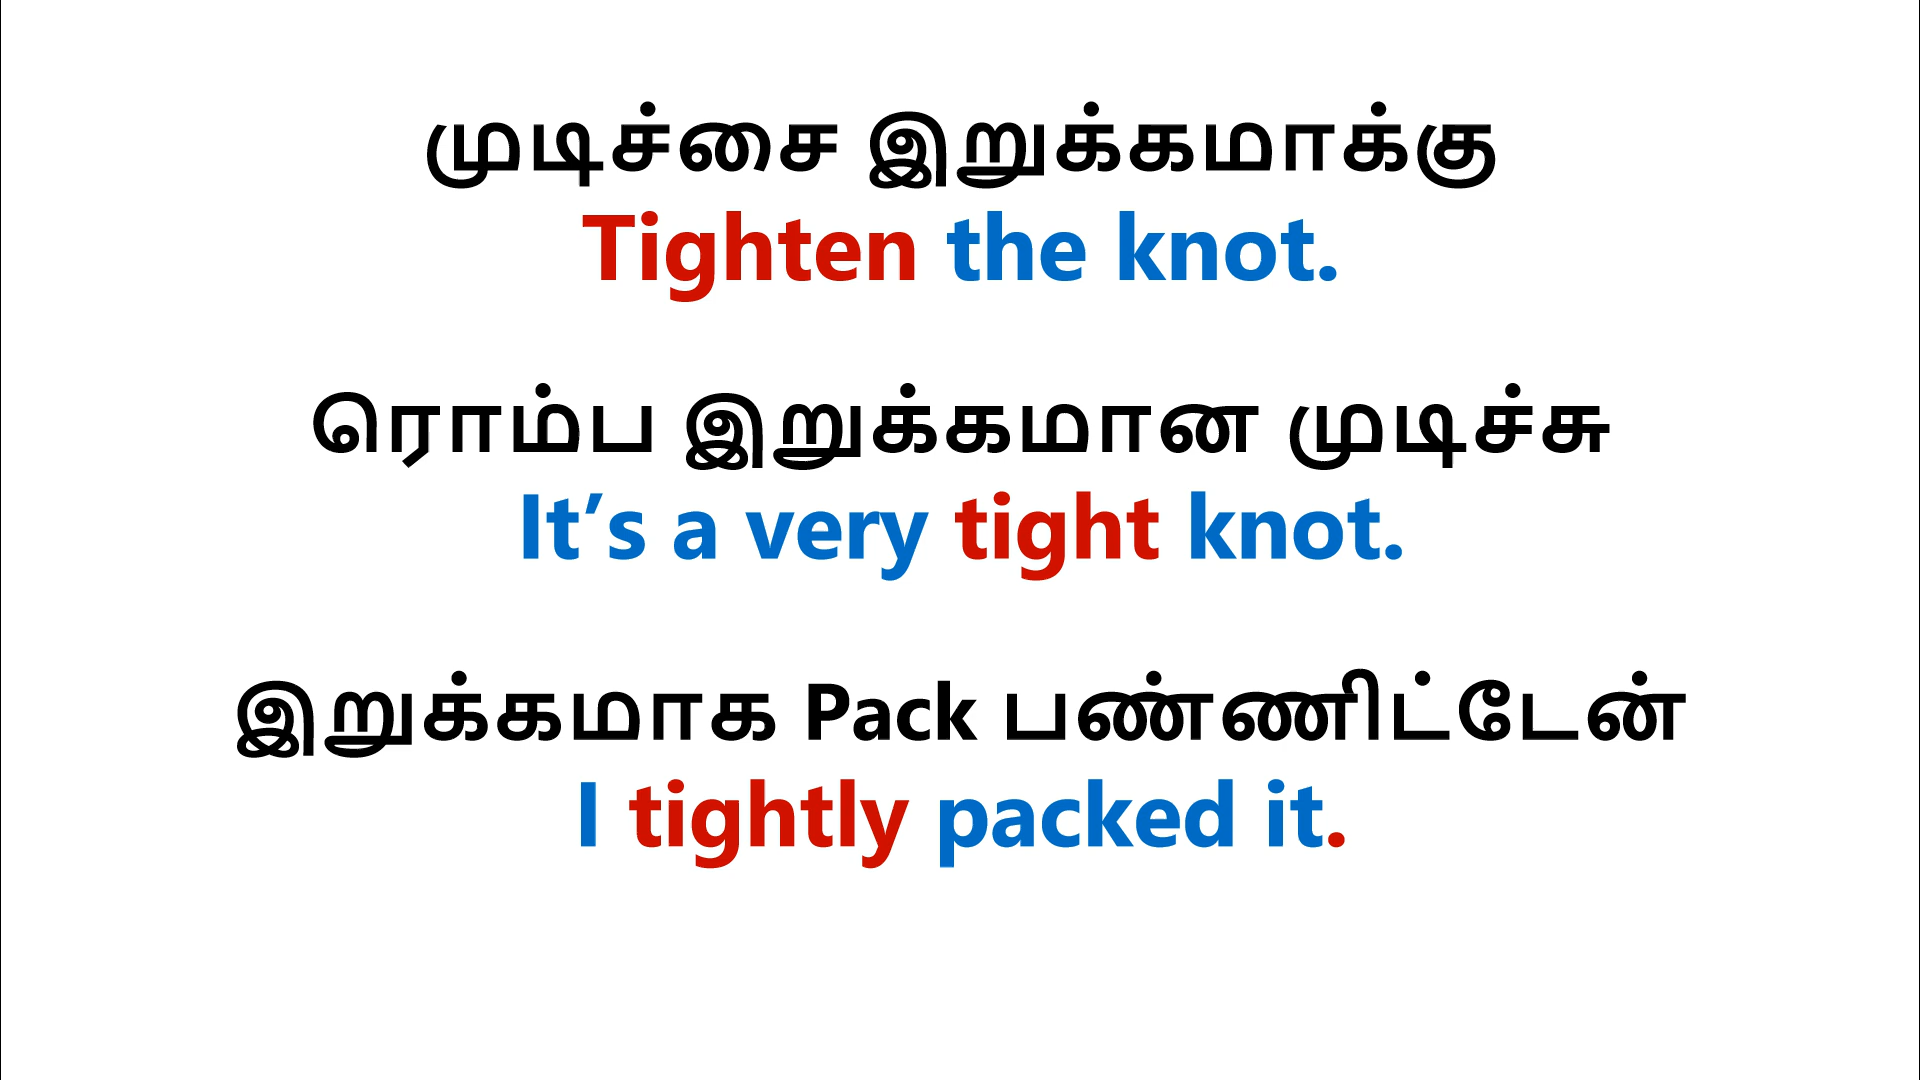 முடிச்சை இறுக்கமாக்கு
Tighten the knot.
ரொம்ப இறுக்கமான முடிச்சு
It’s a very tight knot.
இறுக்கமாக Pack பண்ணிட்டேன்
I tightly packed it.